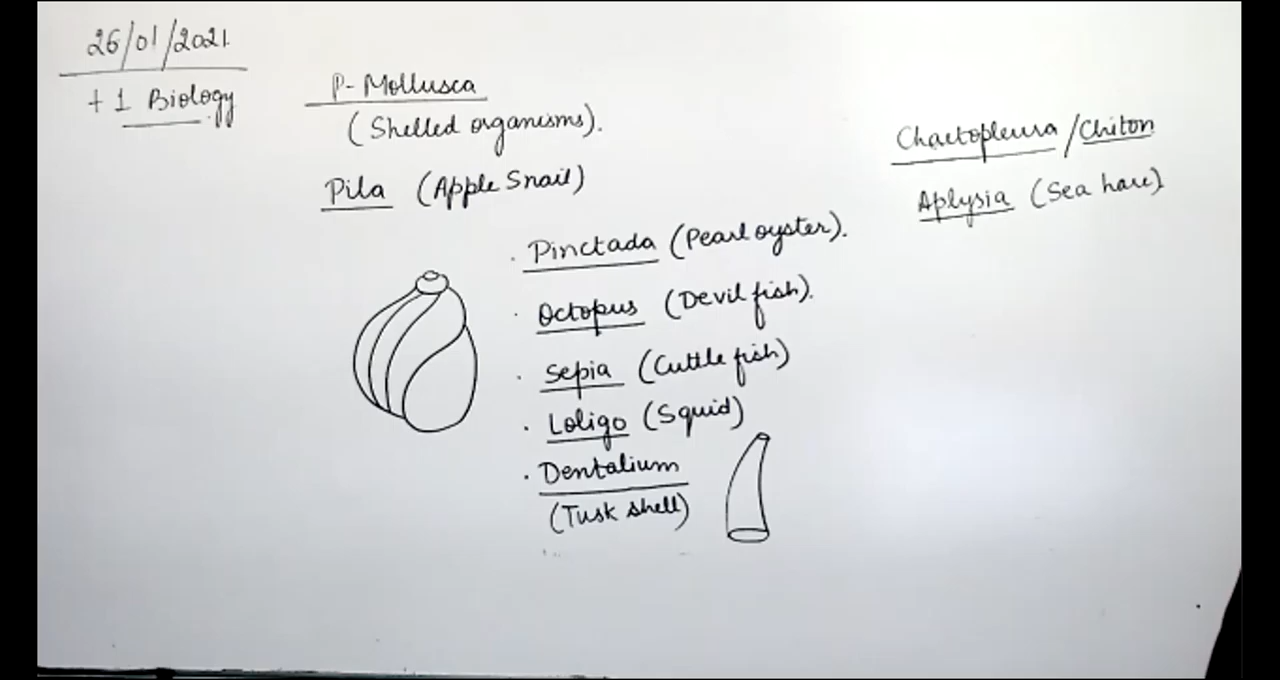 26/01/2021
+1 Biology
P- Mollusca
(Shelled organisms).
Pila (Apple Snail)
· Pinctada (Pearl oyster).
· Octopus (Devil fish).
· Sepia (Cuttle fish)
· Loligo (Squid)
· Dentalium
(Tusk shell)
Chaetopleura / Chiton
Aplysia (Sea hare)